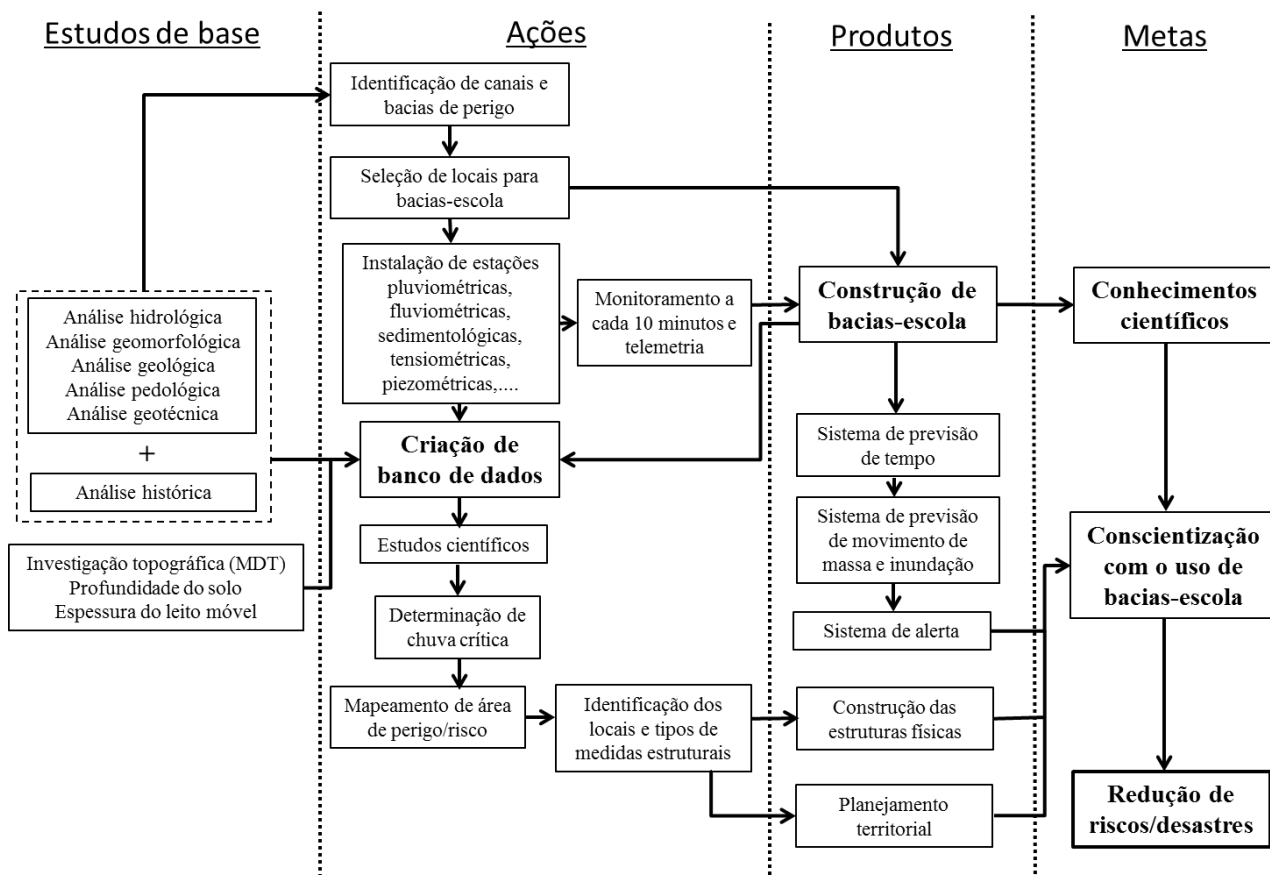 Estudos de base
Ações
Produtos
Metas
Análise hidrológica
Análise geomorfológica
Análise geológica
Análise pedológica
Análise geotécnica
+
Análise histórica
Investigação topográfica (MDT)
Profundidade do solo
Espessura do leito móvel
Identificação de canais e
bacias de perigo
Seleção de locais para
bacias-escola
Instalação de estações
pluviométricas,
fluviométricas,
sedimentológicas,
tensiométricas,
piezométricas,....
Monitoramento a
cada 10 minutos e
telemetria
Criação de
banco de dados
Estudos científicos
Determinação de
chuva crítica
Mapeamento de área
de perigo/risco
Identificação dos
locais e tipos de
medidas estruturais
Construção de
bacias-escola
Sistema de previsão
de tempo
Sistema de previsão
de movimento de
massa e inundação
Sistema de alerta
Construção das
estruturas físicas
Planejamento
territorial
Conhecimentos
científicos
Conscientização
com o uso de
bacias-escola
Redução de
riscos/desastres